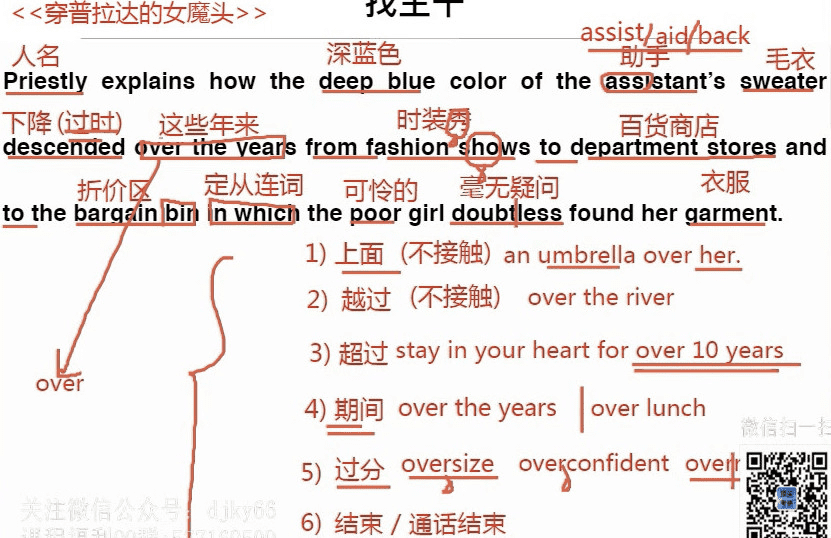 <<穿普拉达的女魔头>>
找主干
assist/aid/back
人名 深蓝色 助手 毛衣
Priestly explains how the deep blue color of the assistant's sweater
下降(过时) 这些年来 时装秀 百货商店
descended over the years from fashion shows to department stores and
折价区 定从连词 可怜的 毫无疑问 衣服
to the bargain bin in which the poor girl doubtless found her garment.
1) 上面 (不接触) an umbrella over her.
2) 越过 (不接触) over the river
3) 超过 stay in your heart for over 10 years
over
4) 期间 over the years over lunch
微信扫一扫
5) 过分 oversize overconfident over
关注微信公众号: djky66
6) 结束 / 通话结束